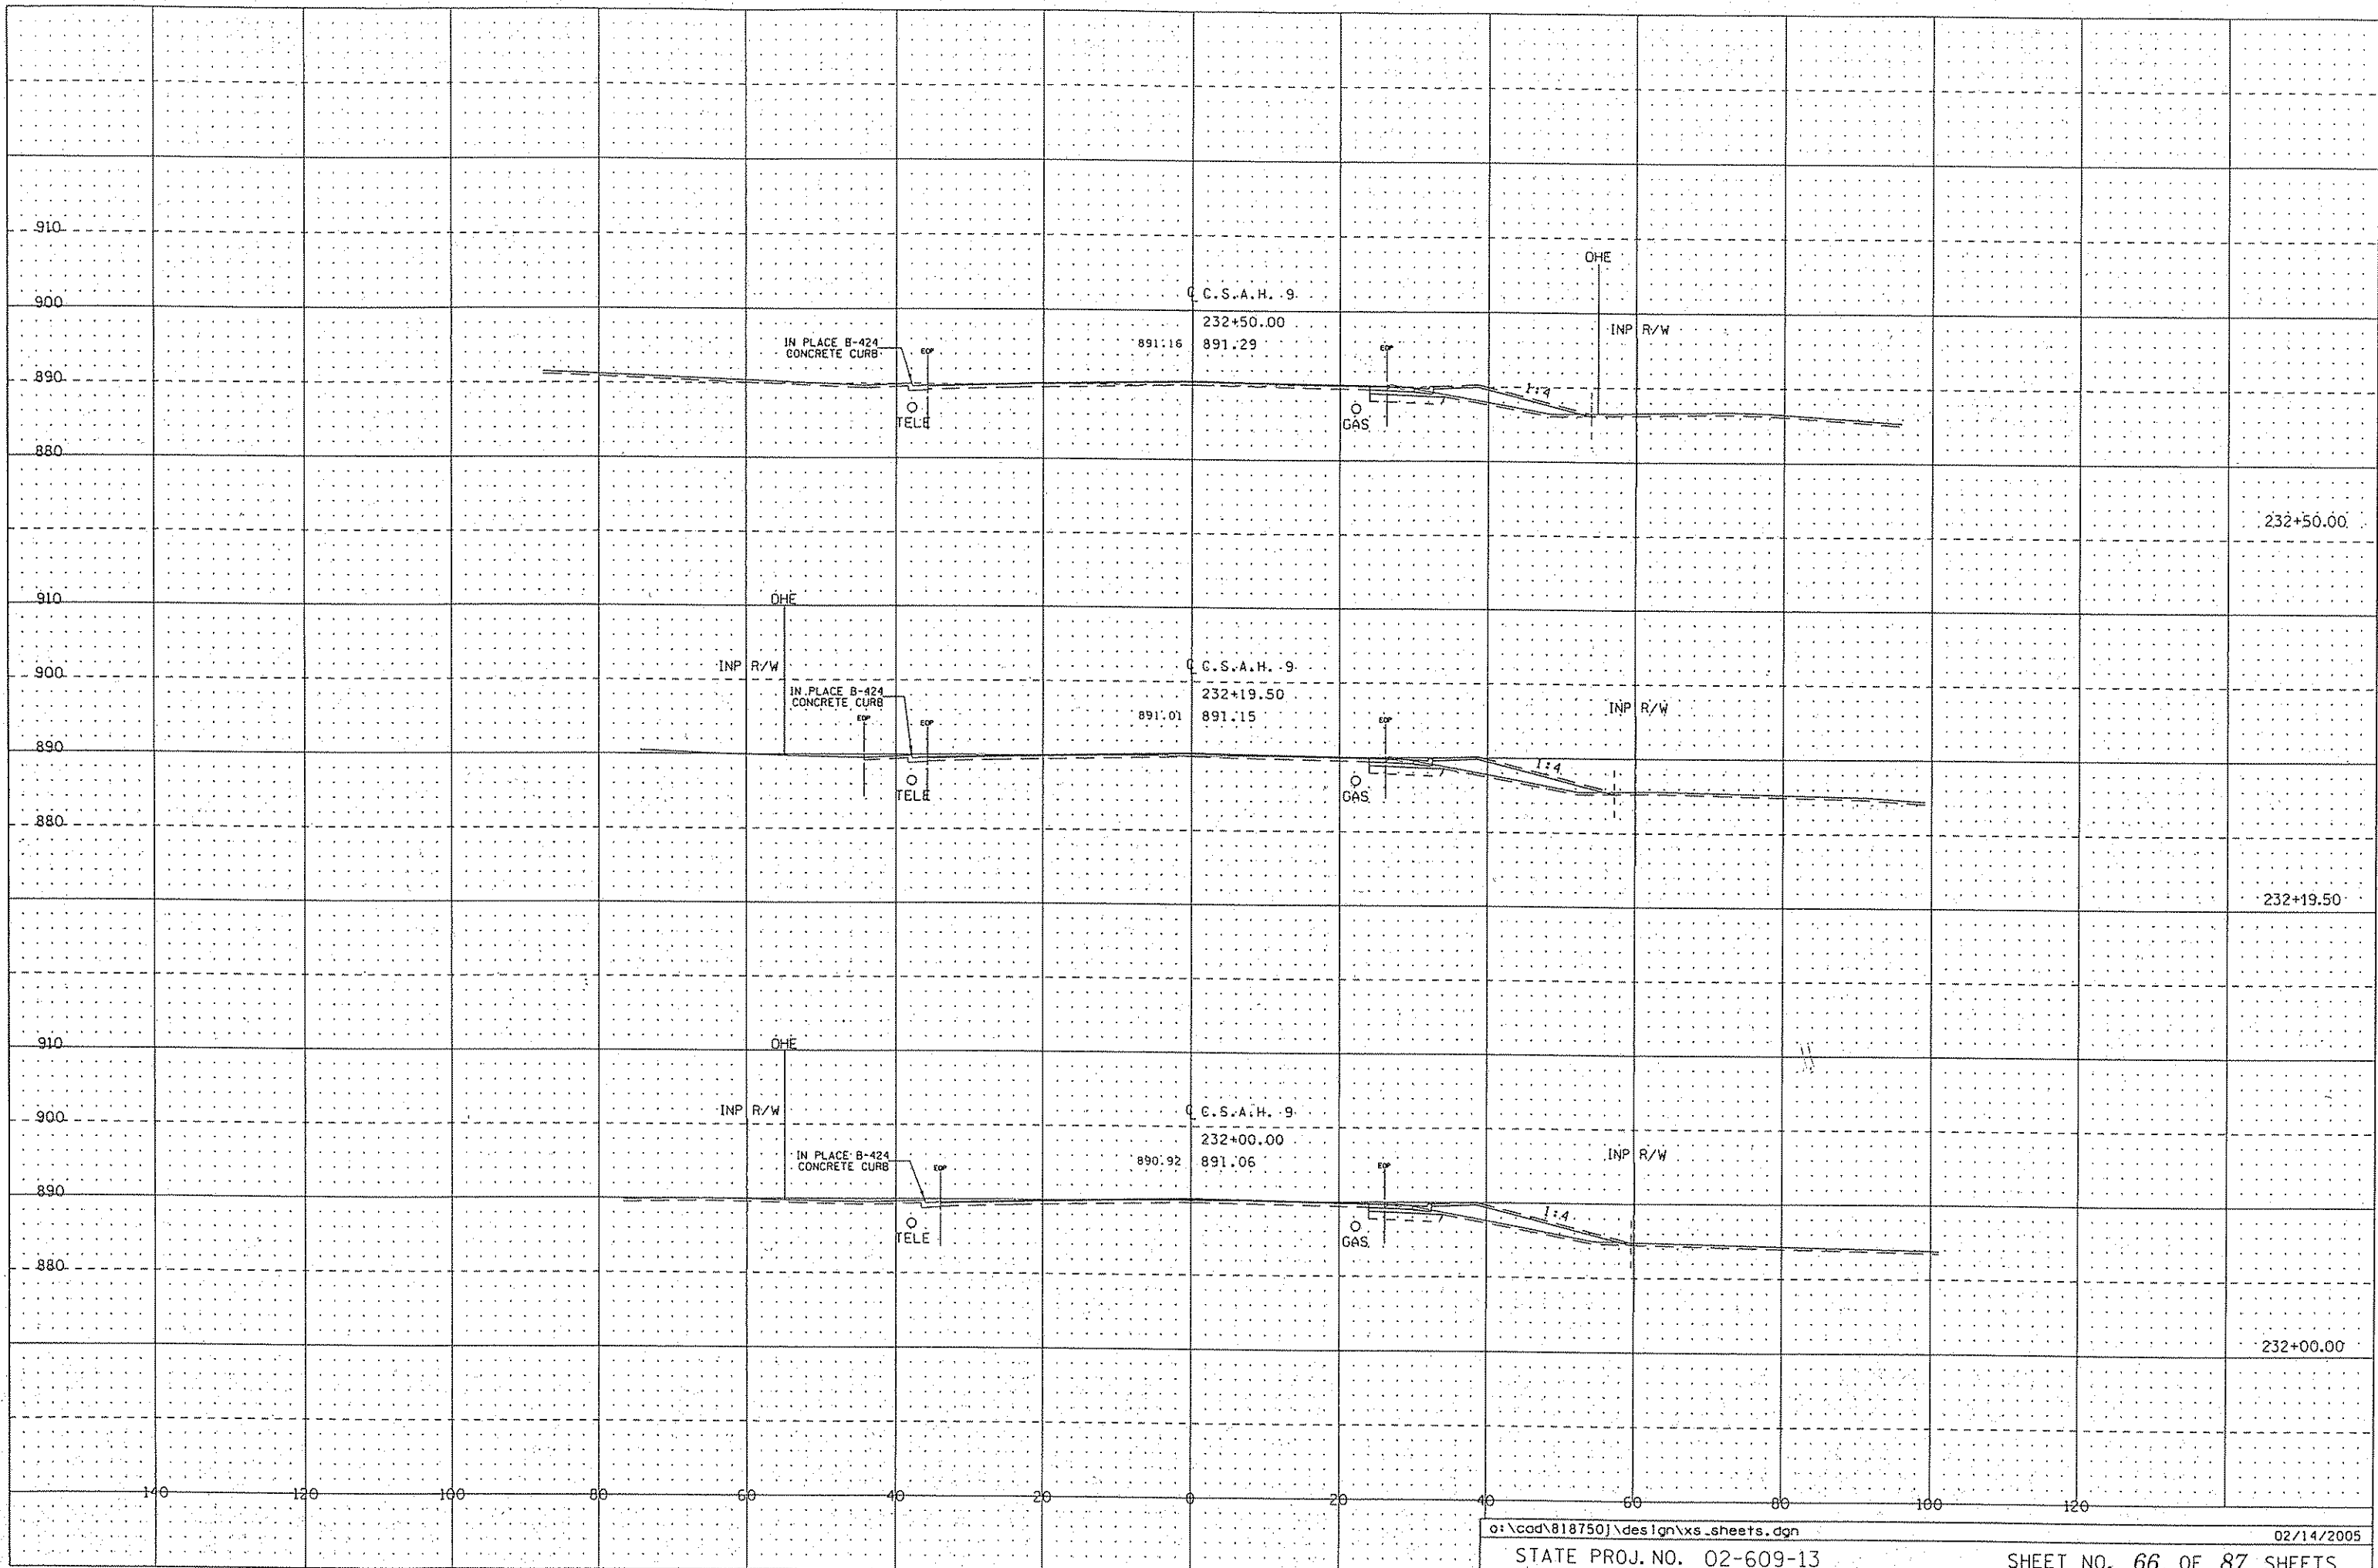 910
OHE
900
℄ C.S.A.H. 9
232+50.00
INP R/W
IN PLACE B-424
CONCRETE CURB
EOP
891.16
891.29
EOP
890
1:4
TELE
GAS
880
232+50.00
910
OHE
900
INP R/W
℄ C.S.A.H. 9
IN PLACE B-424
CONCRETE CURB
232+19.50
INP R/W
EOP
EOP
891.01
891.15
EOP
890
1:4
TELE
GAS
880
232+19.50
910
OHE
900
INP R/W
℄ C.S.A.H. 9
232+00.00
IN PLACE B-424
CONCRETE CURB
EOP
890.92
891.06
EOP
INP R/W
890
1:4
TELE
GAS
880
232+00.00
140 100 120 80 60 40 20 0 20 40 60 80 100 120
o:\cad\818750j\design\xs_sheets.dgn
02/14/2005
STATE PROJ. NO. 02-609-13
SHEET NO. 66 OF 87 SHEETS